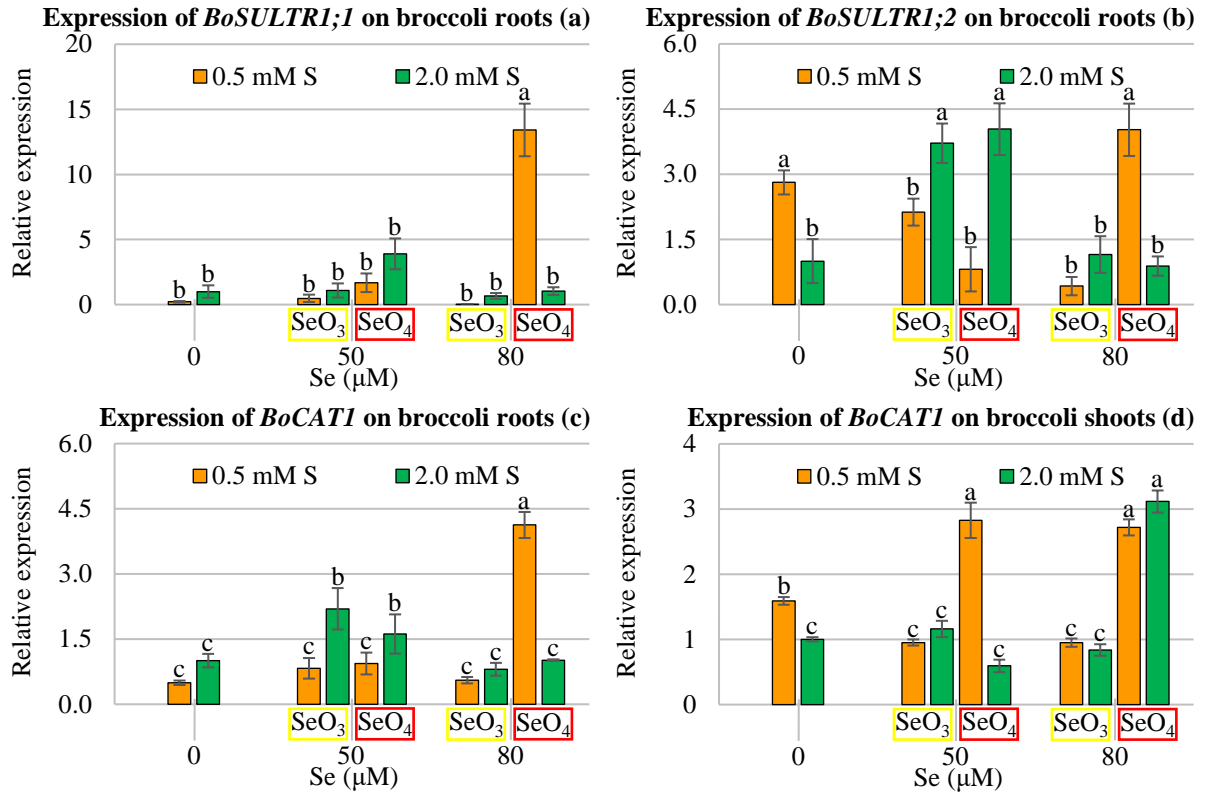 Expression of BoSULTR1;1 on broccoli roots (a)
20
15
10
5
0
Relative expression
0.5 mM S
2.0 mM S
b
b
b
b
b
b
b
b
a
b
SeO3
SeO4
SeO3
SeO4
0
50
80
Se (μM)
Expression of BoSULTR1;2 on broccoli roots (b)
6.0
4.5
3.0
1.5
0.0
Relative expression
0.5 mM S
2.0 mM S
a
b
b
a
b
a
b
b
a
b
SeO3
SeO4
SeO3
SeO4
0
50
80
Se (μM)
Expression of BoCAT1 on broccoli roots (c)
6.0
4.5
3.0
1.5
0.0
Relative expression
0.5 mM S
2.0 mM S
c
c
c
b
c
b
c
c
a
c
SeO3
SeO4
SeO3
SeO4
0
50
80
Se (μM)
Expression of BoCAT1 on broccoli shoots (d)
4
3
2
1
0
Relative expression
0.5 mM S
2.0 mM S
b
c
c
c
a
c
c
c
a
a
SeO3
SeO4
SeO3
SeO4
0
50
80
Se (μM)